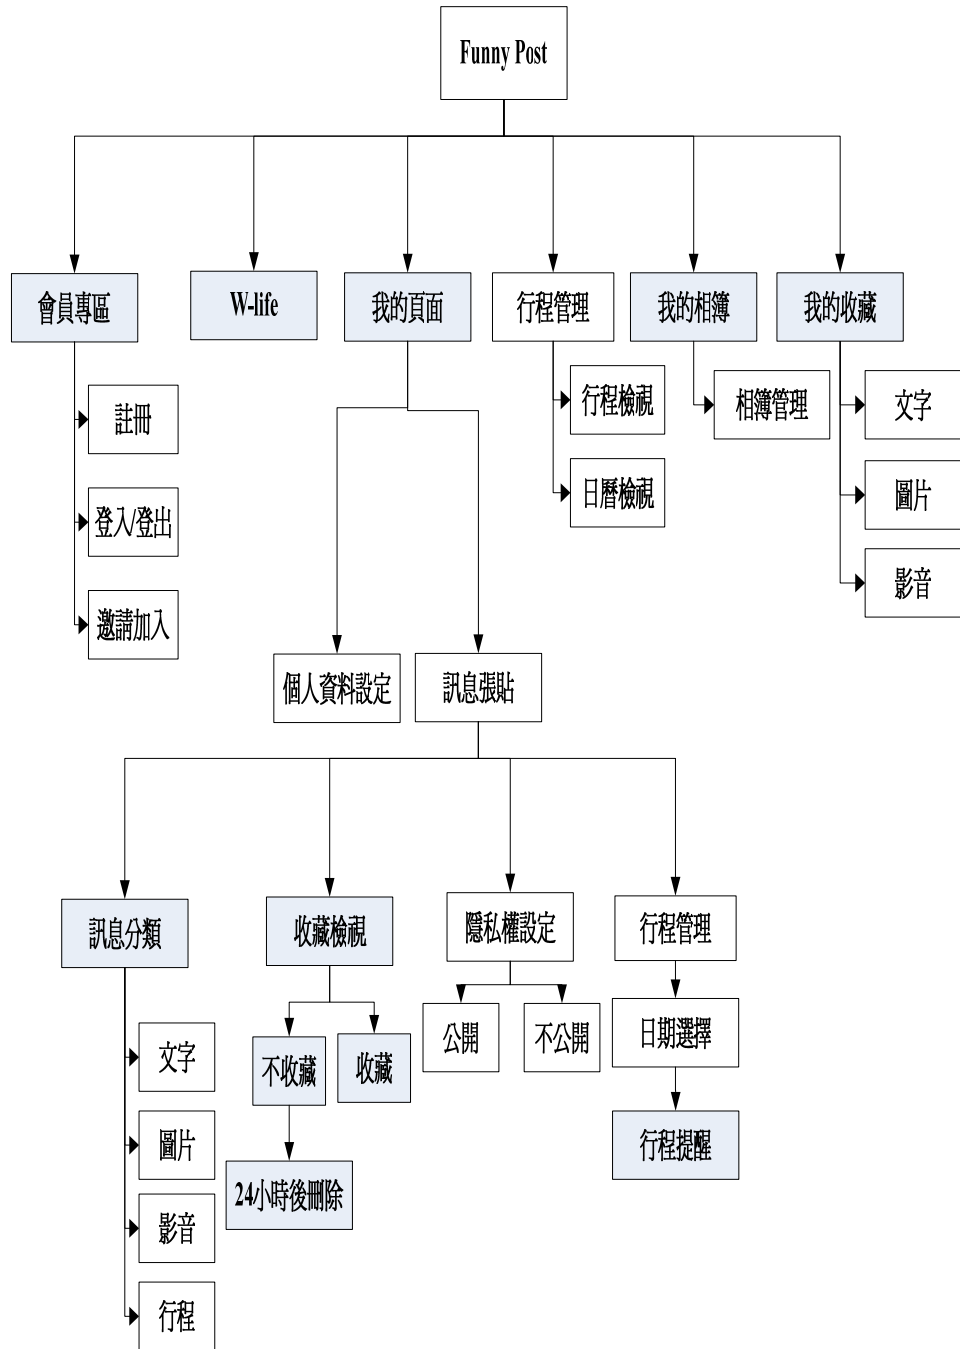 Funny Post
會員專區
W-life
我的頁面
行程管理
我的相簿
我的收藏
註冊
登入/登出
邀請加入
行程檢視
日曆檢視
相簿管理
文字
圖片
影音
個人資料設定
訊息張貼
訊息分類
收藏檢視
隱私權設定
行程管理
文字
圖片
影音
行程
不收藏
收藏
24小時後刪除
公開
不公開
日期選擇
行程提醒